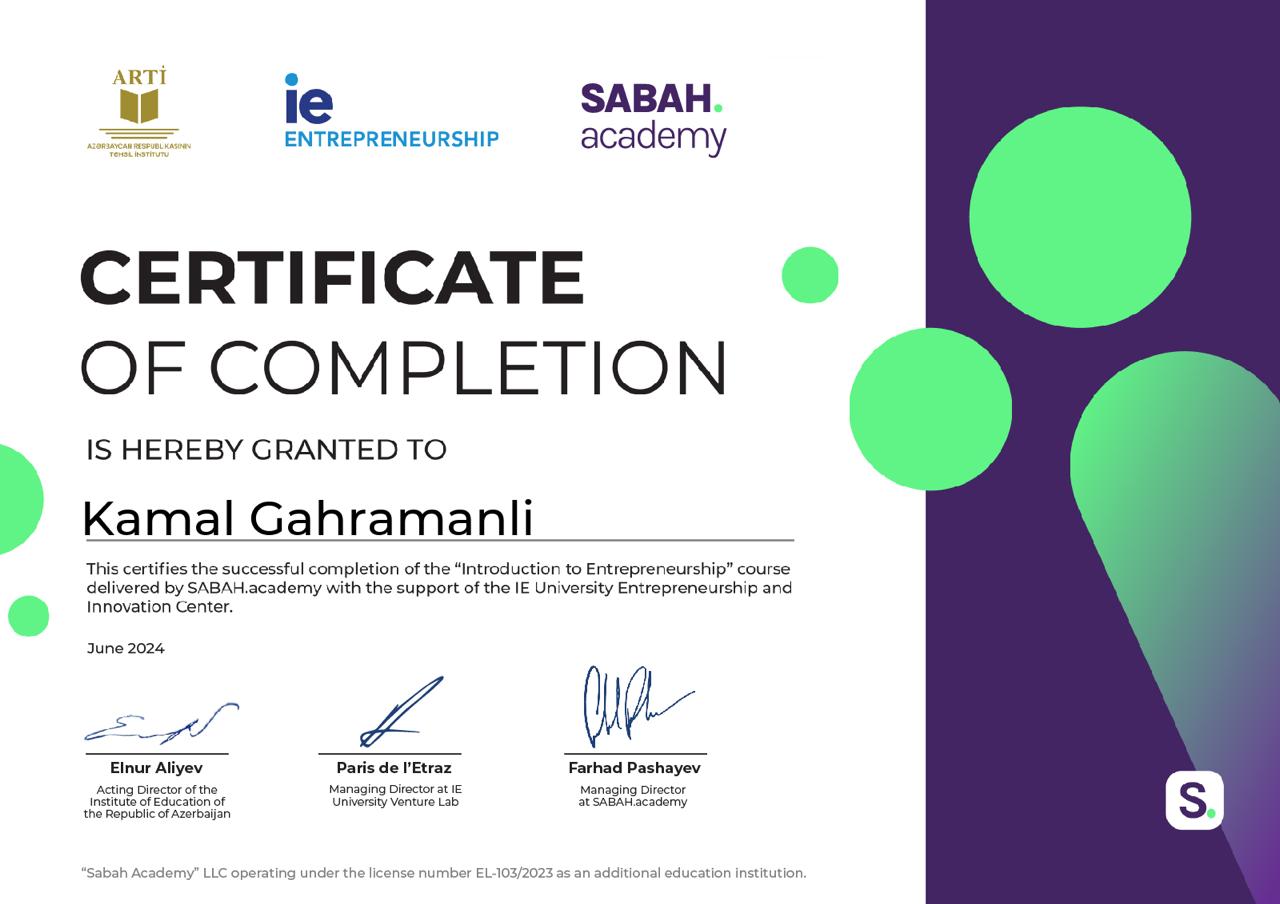 ARTİ
AZƏRBAYCAN RESPUBLİKASININ
TƏHSİL İNSTİTUTU
ie
ENTREPRENEURSHIP
SABAH.
academy
CERTIFICATE
OF COMPLETION
IS HEREBY GRANTED TO
Kamal Gahramanli
This certifies the successful completion of the “Introduction to Entrepreneurship” course
delivered by SABAH.academy with the support of the IE University Entrepreneurship and
Innovation Center.
June 2024
Elnur Aliyev
Acting Director of the
Institute of Education of
the Republic of Azerbaijan
Paris de l’Etraz
Managing Director at IE
University Venture Lab
Farhad Pashayev
Managing Director
at SABAH.academy
S.
“Sabah Academy” LLC operating under the license number EL-103/2023 as an additional education institution.